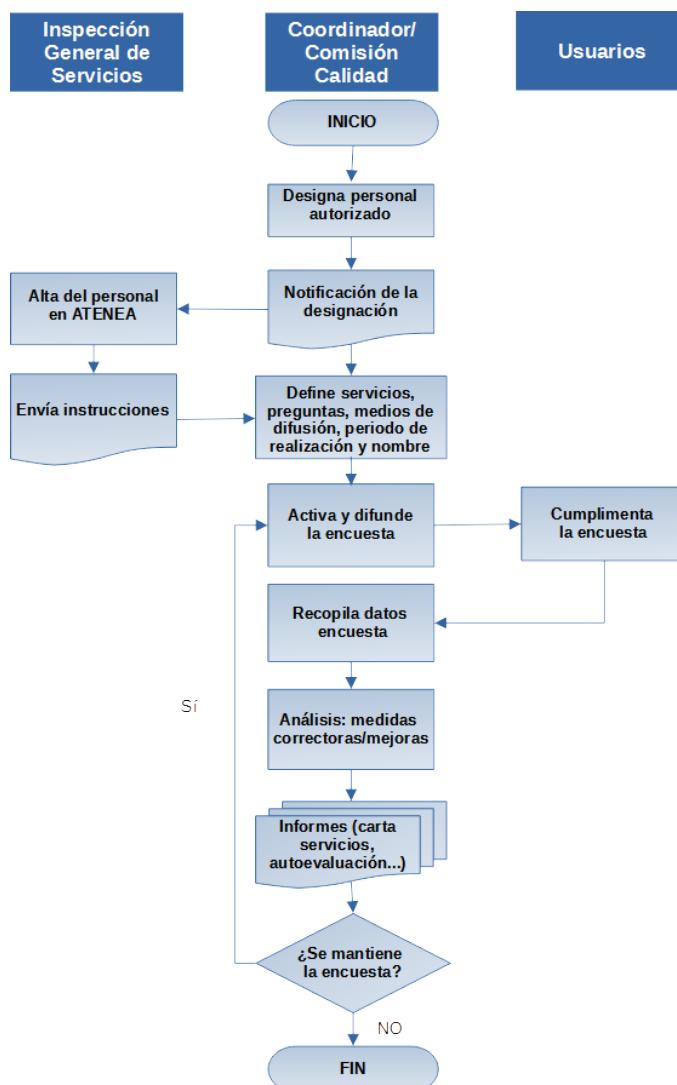 Inspección
General de
Servicios
Coordinador/
Comisión
Calidad
Usuarios
INICIO
Designa personal
autorizado
Notificación de la
designación
Alta del personal
en ATENEA
Envía instrucciones
Define servicios,
preguntas, medios de
difusión, periodo de
realización y nombre
Activa y difunde
la encuesta
Cumplimenta
la encuesta
Recopila datos
encuesta
Sí
Análisis: medidas
correctoras/mejoras
Informes (carta
servicios,
autoevaluación...)
¿Se mantiene
la encuesta?
NO
FIN